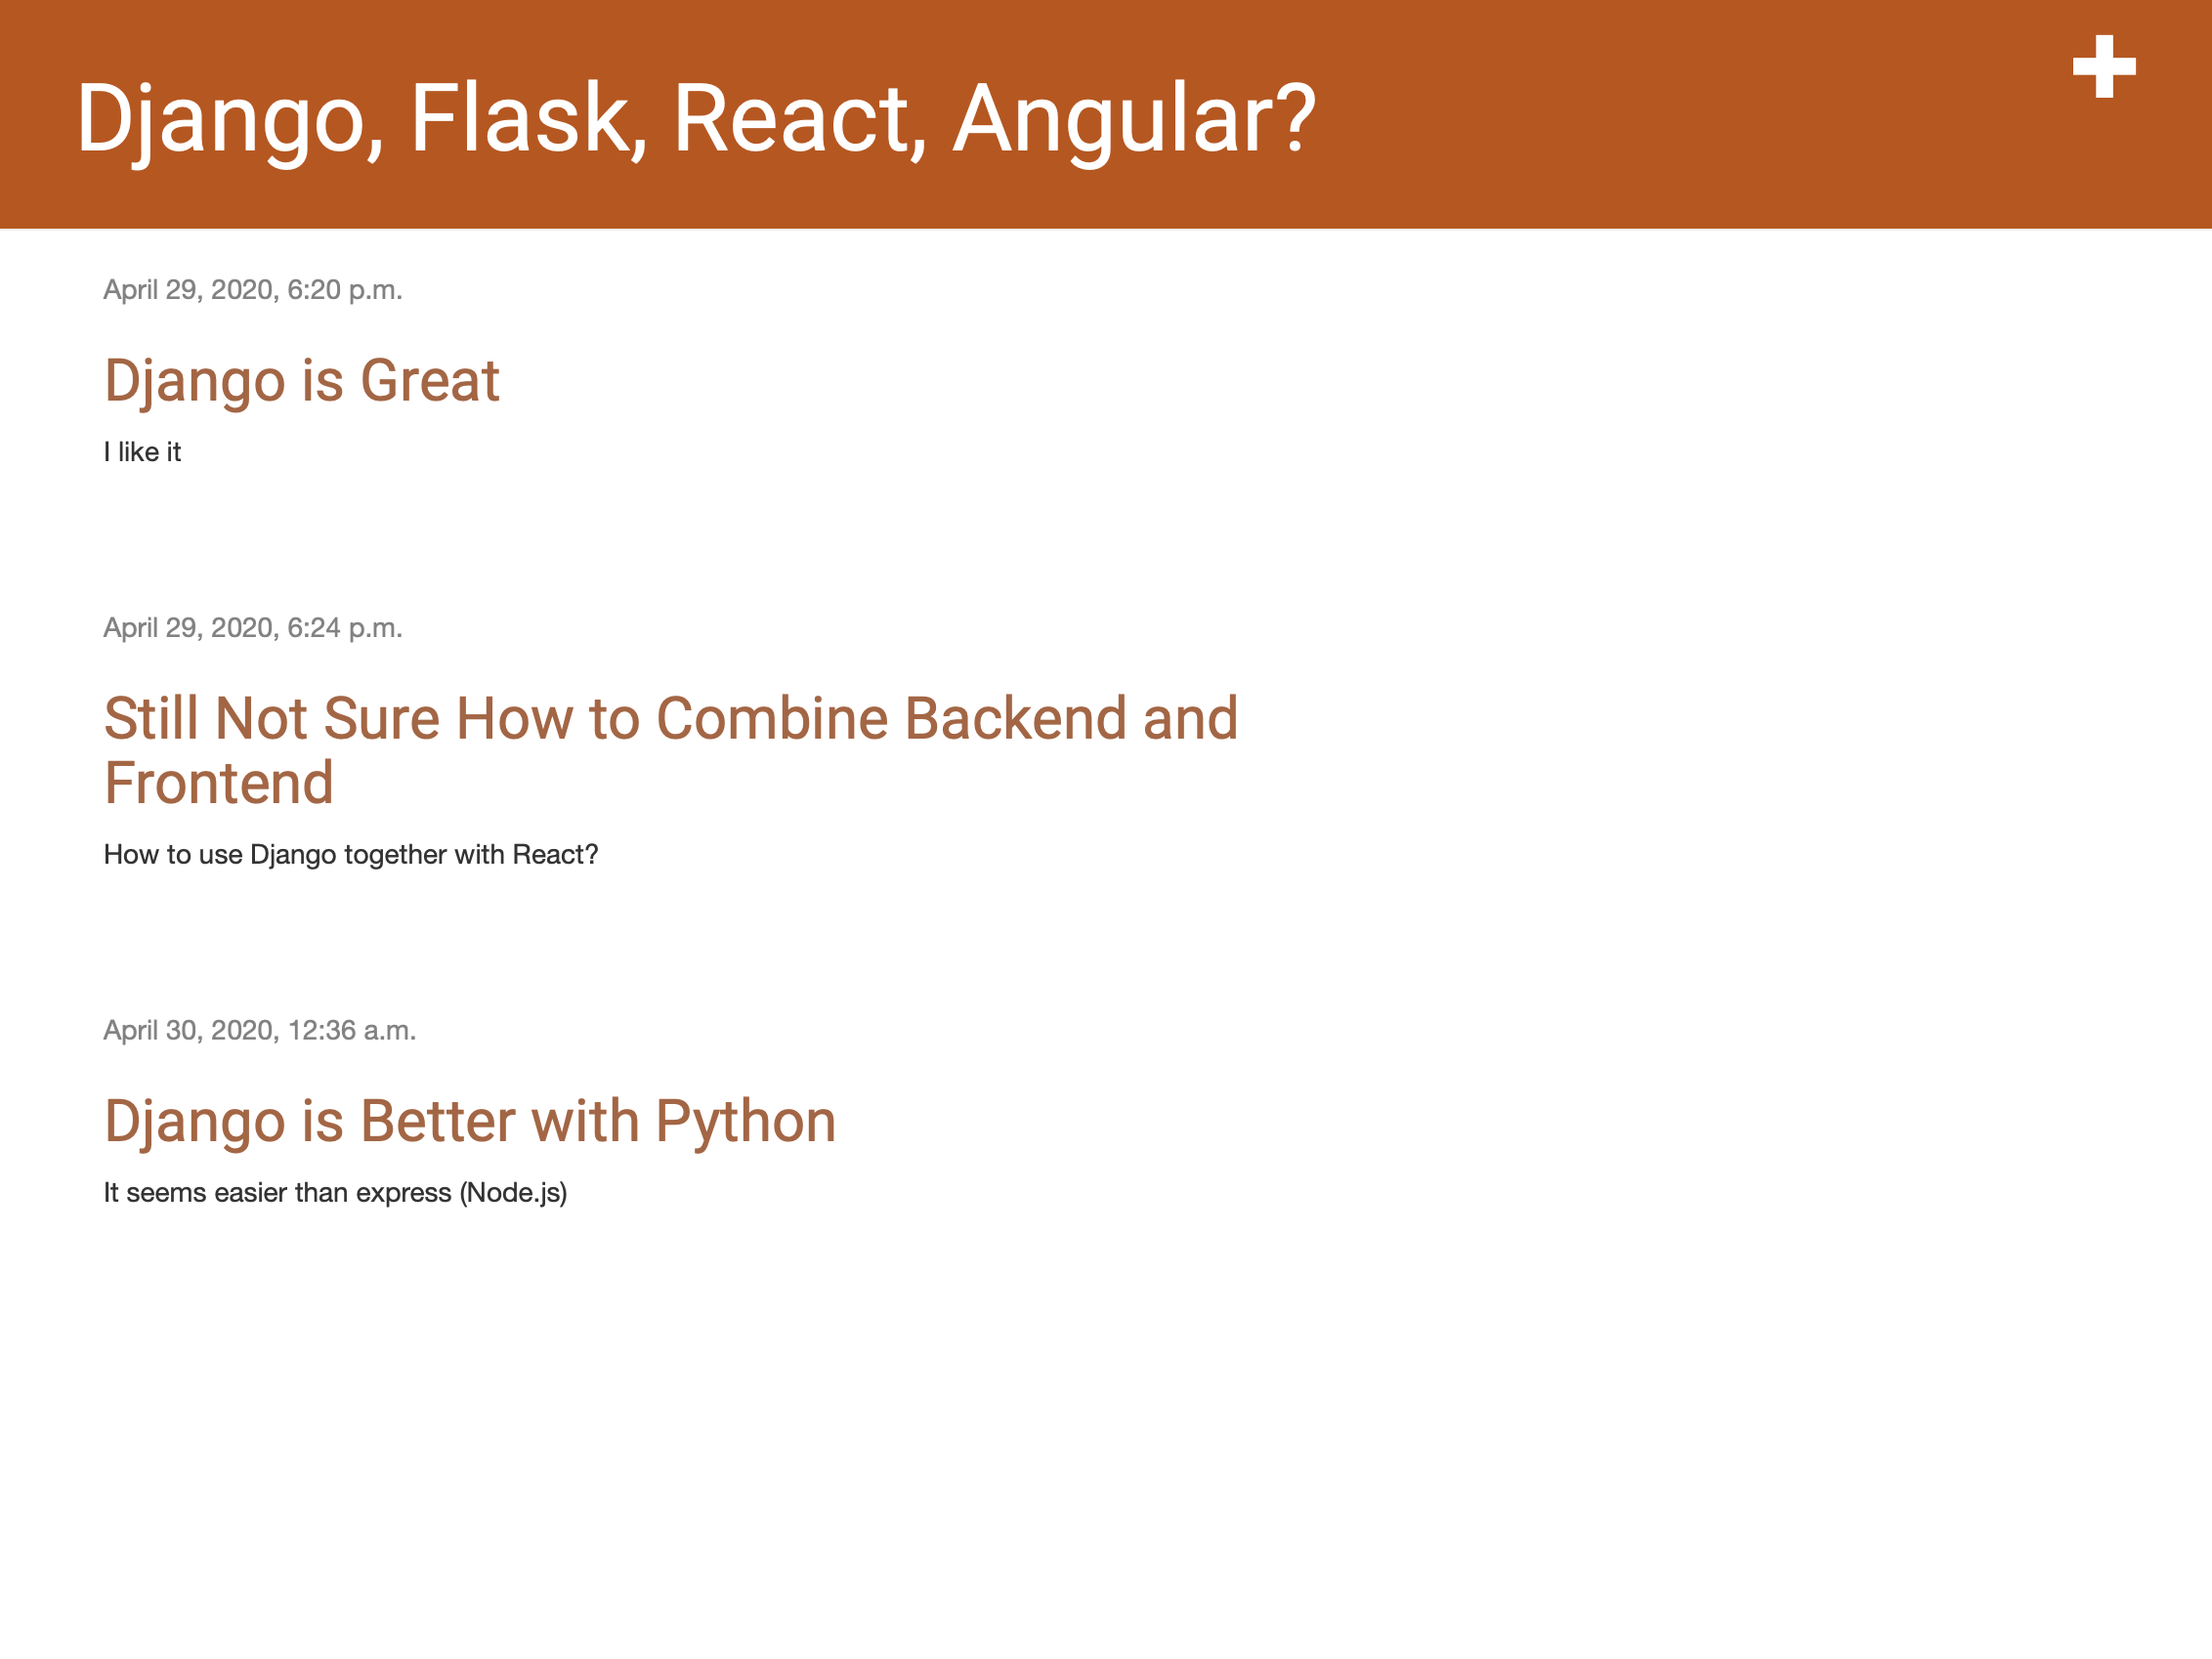 Django, Flask, React, Angular?
April 29, 2020, 6:20 p.m.
Django is Great
I like it
April 29, 2020, 6:24 p.m.
Still Not Sure How to Combine Backend and
Frontend
How to use Django together with React?
April 30, 2020, 12:36 a.m.
Django is Better with Python
It seems easier than express (Node.js)